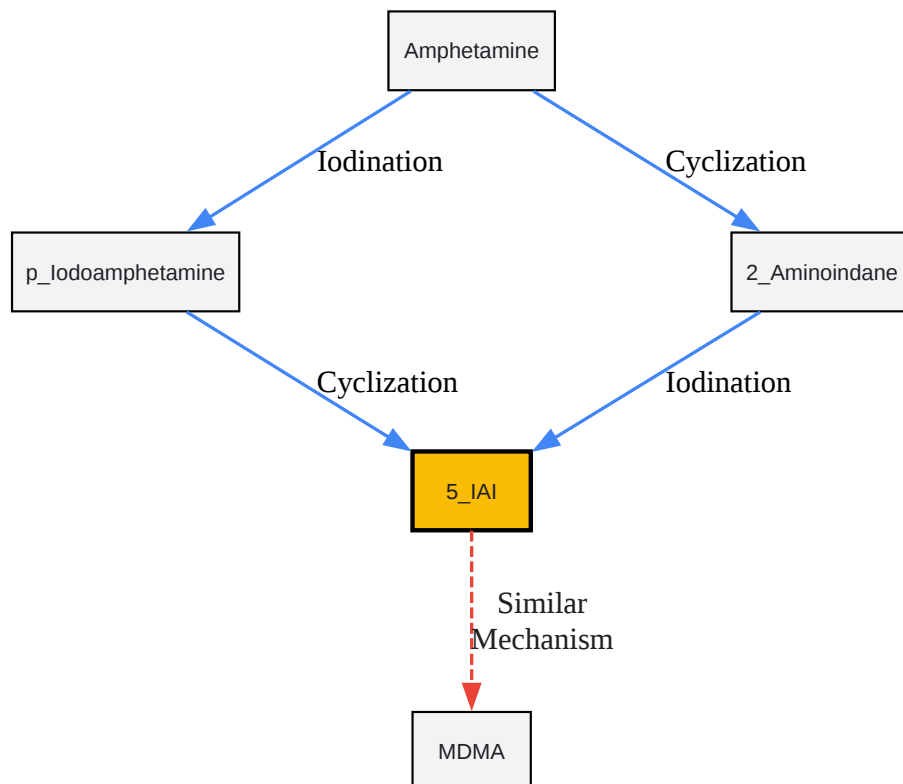 Amphetamine
Iodination
Cyclization
p_Iodoamphetamine
2_Aminoindane
Cyclization
Iodination
5_IAI
Similar
Mechanism
MDMA